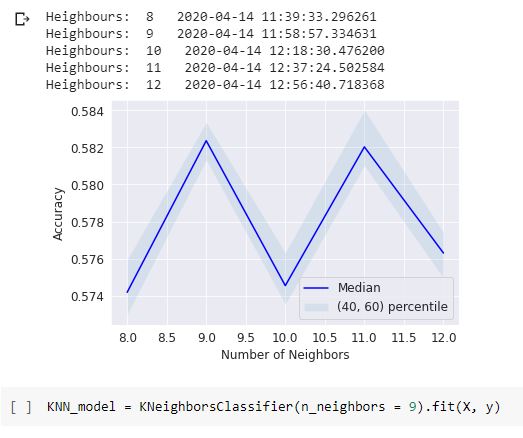 Heighbours:  8   2020-04-14 11:39:33.296261
Heighbours:  9   2020-04-14 11:58:57.334631
Heighbours:  10   2020-04-14 12:18:30.476200
Heighbours:  11   2020-04-14 12:37:24.502584
Heighbours:  12   2020-04-14 12:56:40.718368
0.584
0.582
0.580
0.578
0.576
0.574
Accuracy
Median
(40, 60) percentile
8.0 8.5 9.0 9.5 10.0 10.5 11.0 11.5 12.0
Number of Neighbors
[ ] KNN_model = KNeighborsClassifier(n_neighbors = 9).fit(X, y)